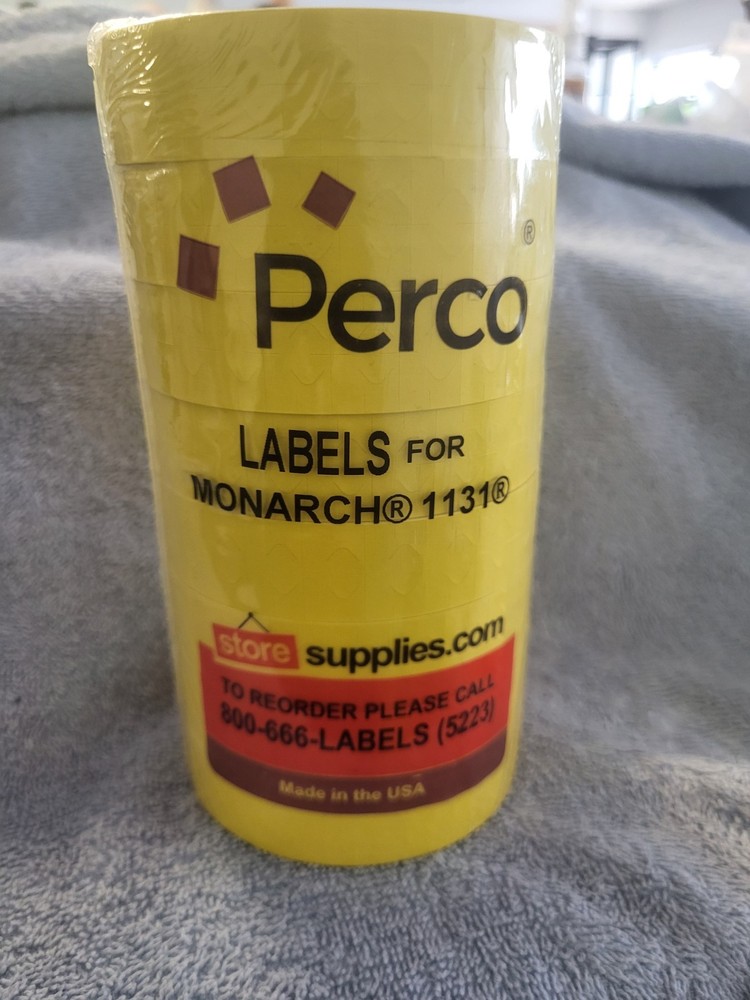 Perco®
LABELS FOR
MONARCH® 1131®
store supplies.com
TO REORDER PLEASE CALL
800-666-LABELS (5223)
Made in the USA